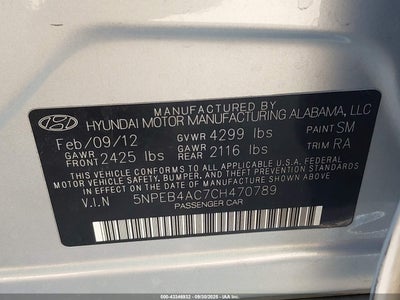 MANUFACTURED BY
HYUNDAI MOTOR MANUFACTURING ALABAMA, LLC
Feb/09/12 GVWR 4299 lbs PAINT SM
GAWR FRONT 2425 lbs GAWR REAR 2116 lbs TRIM RA
THIS VEHICLE CONFORMS TO ALL APPLICABLE U.S. FEDERAL
MOTOR VEHICLE SAFETY, BUMPER, AND THEFT PREVENTION STANDARDS
IN EFFECT ON THE DATE OF MANUFACTURE SHOWN ABOVE.
V.I.N 5NPEB4AC7CH470789
PASSENGER CAR